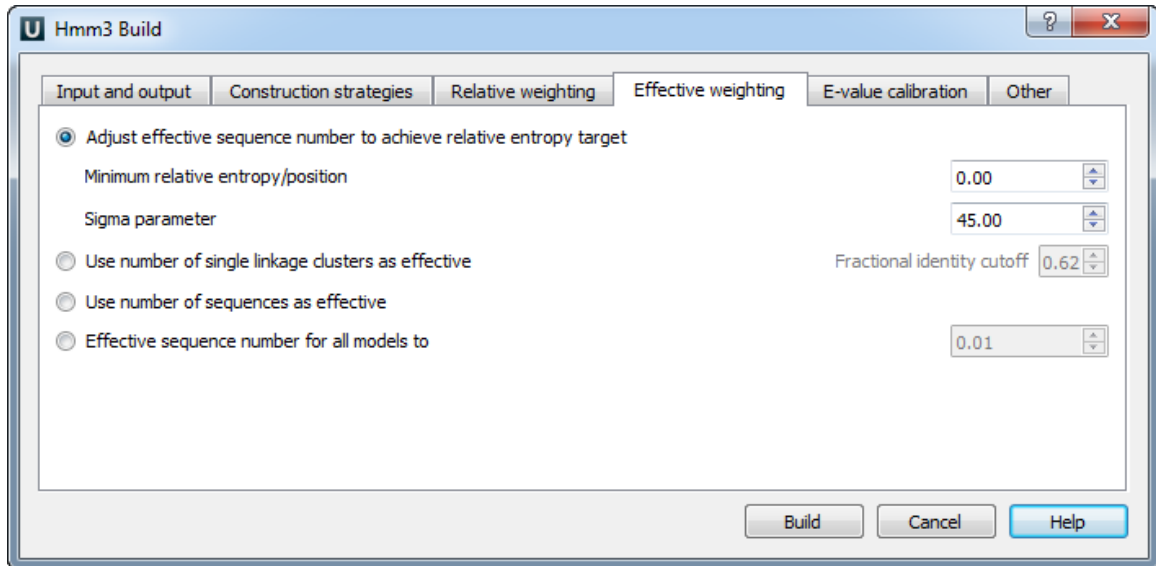 U Hmm3 Build ? X
Input and output Construction strategies Relative weighting Effective weighting E-value calibration Other
Adjust effective sequence number to achieve relative entropy target
Minimum relative entropy/position 0.00
Sigma parameter 45.00
Use number of single linkage clusters as effective Fractional identity cutoff 0.62
Use number of sequences as effective
Effective sequence number for all models to 0.01
Build Cancel Help